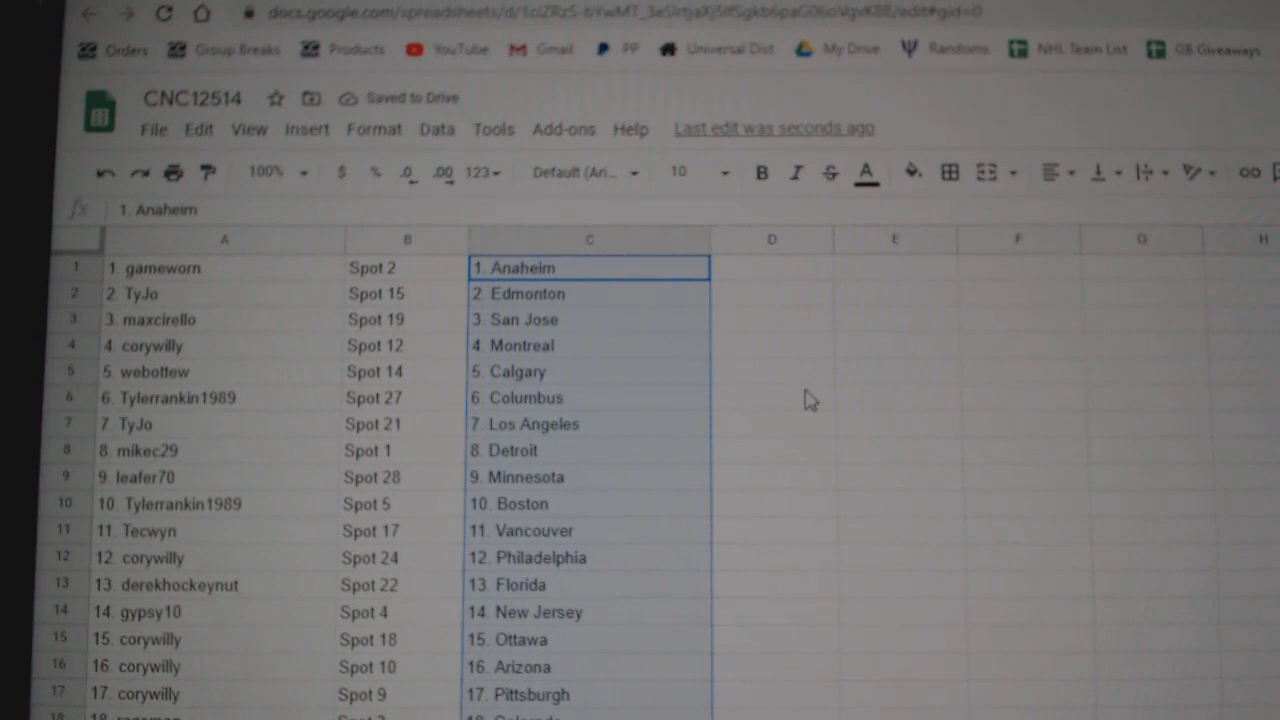 CNC12514 Saved to Drive
Orders Group Breaks Products YouTube Gmail PP Universal Dist My Drive Randoms NHL Team List GB Giveaways
File Edit View Insert Format Data Tools Add-ons Help Last edit was seconds ago
100% $ % .0 .00 123 Default (Ari... 10 B I S A
fx 1. Anaheim
A B C D E F G H
1 1. gameworn Spot 2 1. Anaheim
2 2. TyJo Spot 15 2. Edmonton
3 3. maxcirello Spot 19 3. San Jose
4 4. corywilly Spot 12 4. Montreal
5 5. webottew Spot 14 5. Calgary
6 6. Tylerrankin1989 Spot 27 6. Columbus
7 7. TyJo Spot 21 7. Los Angeles
8 8. mikec29 Spot 1 8. Detroit
9 9. leafer70 Spot 28 9. Minnesota
10 10. Tylerrankin1989 Spot 5 10. Boston
11 11. Tecwyn Spot 17 11. Vancouver
12 12. corywilly Spot 24 12. Philadelphia
13 13. derekhockeynut Spot 22 13. Florida
14 14. gypsy10 Spot 4 14. New Jersey
15 15. corywilly Spot 18 15. Ottawa
16 16. corywilly Spot 10 16. Arizona
17 17. corywilly Spot 9 17. Pittsburgh